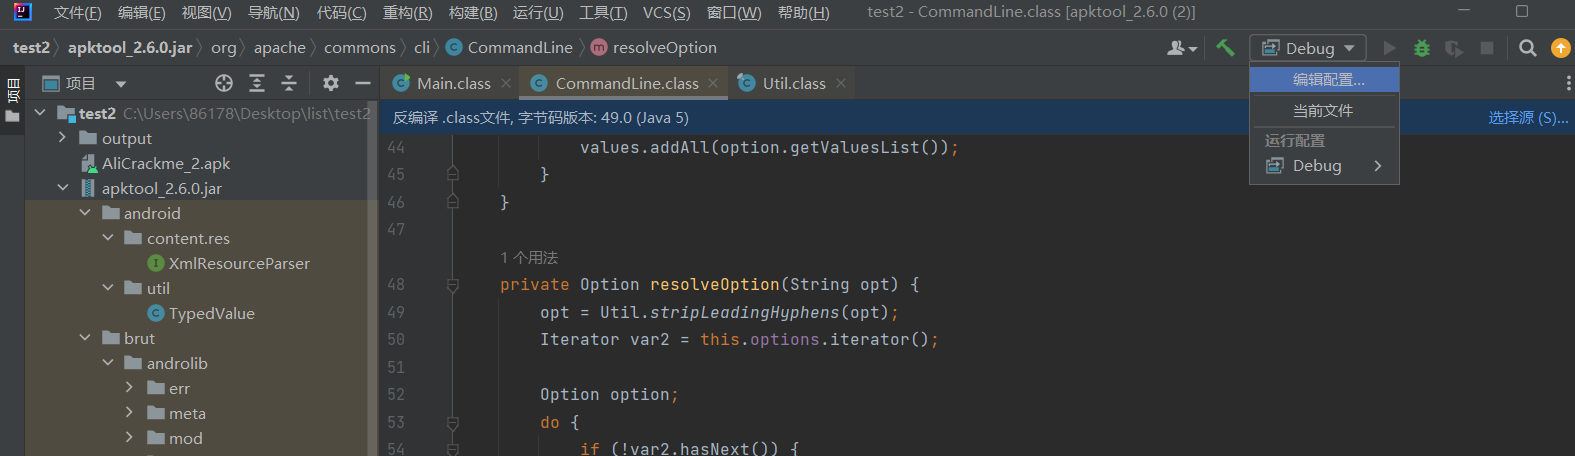 文件(F) 编辑(E) 视图(V) 导航(N) 代码(C) 重构(R) 构建(B) 运行(U) 工具(T) VCS(S) 窗口(W) 帮助(H) test2 - CommandLine.class [apktool_2.6.0 (2)]
test2 apktool_2.6.0.jar org apache commons cli CommandLine resolveOption Debug
项目
项目 Main.class CommandLine.class Util.class
编辑配置...
当前文件
运行配置
Debug
test2 C:\Users\86178\Desktop\list\test2
output
AliCrackme_2.apk
apktool_2.6.0.jar
android
content.res
XmlResourceParser
util
TypedValue
brut
androlib
err
meta
mod
反编译 .class文件, 字节码版本: 49.0 (Java 5) 选择源 (S)...
44 values.addAll(option.getValuesList());
45 }
46 }
47
1 个用法
48 private Option resolveOption(String opt) {
49 opt = Util.stripLeadingHyphens(opt);
50 Iterator var2 = this.options.iterator();
51
52 Option option;
53 do {
54 if (!var2.hasNext()) {